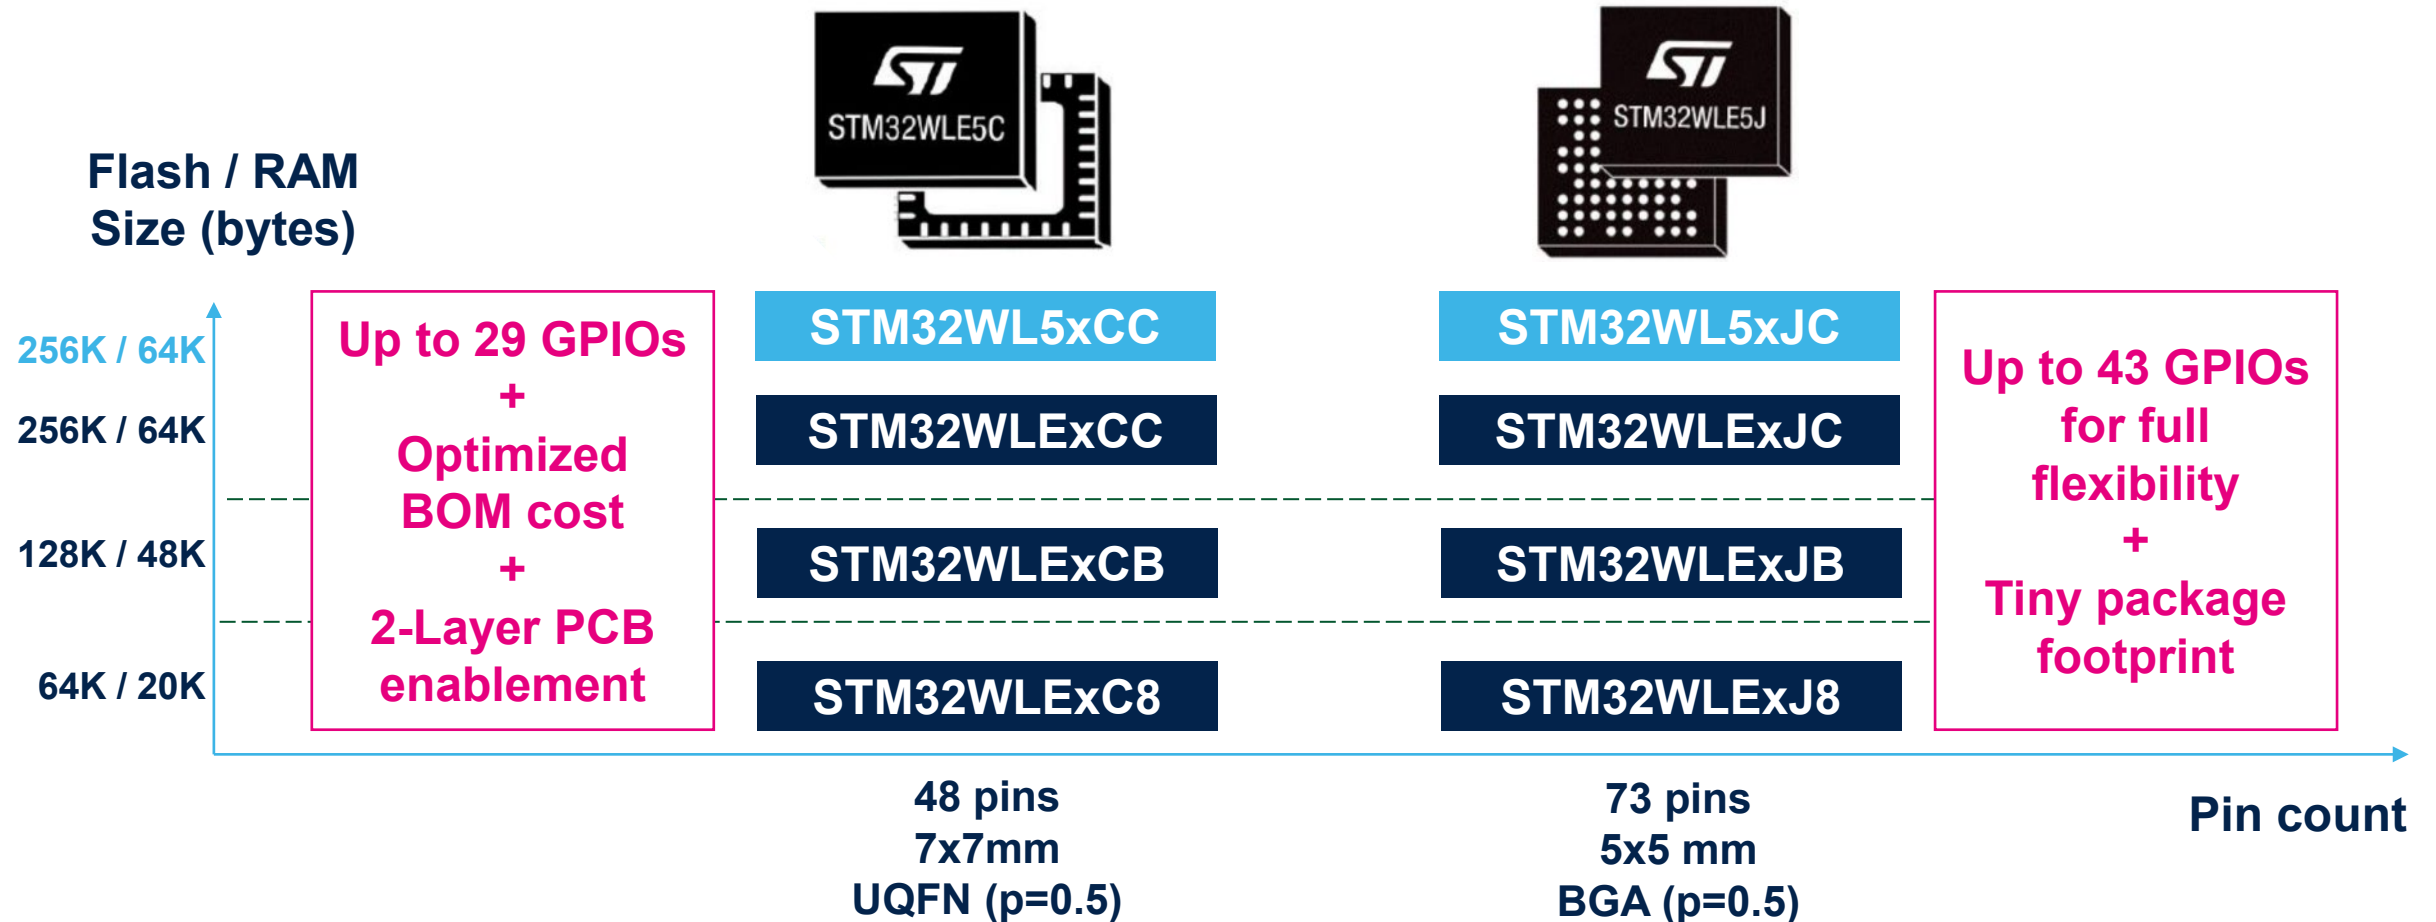 ST
STM32WLE5C
ST
STM32WLE5J
Flash / RAM
Size (bytes)
256K / 64K
256K / 64K
128K / 48K
64K / 20K
Up to 29 GPIOs
+
Optimized
BOM cost
+
2-Layer PCB
enablement
STM32WL5xCC
STM32WLExCC
STM32WLExCB
STM32WLExC8
STM32WL5xJC
STM32WLExJC
STM32WLExJB
STM32WLExJ8
Up to 43 GPIOs
for full
flexibility
+
Tiny package
footprint
48 pins
7x7mm
UQFN (p=0.5)
73 pins
5x5 mm
BGA (p=0.5)
Pin count